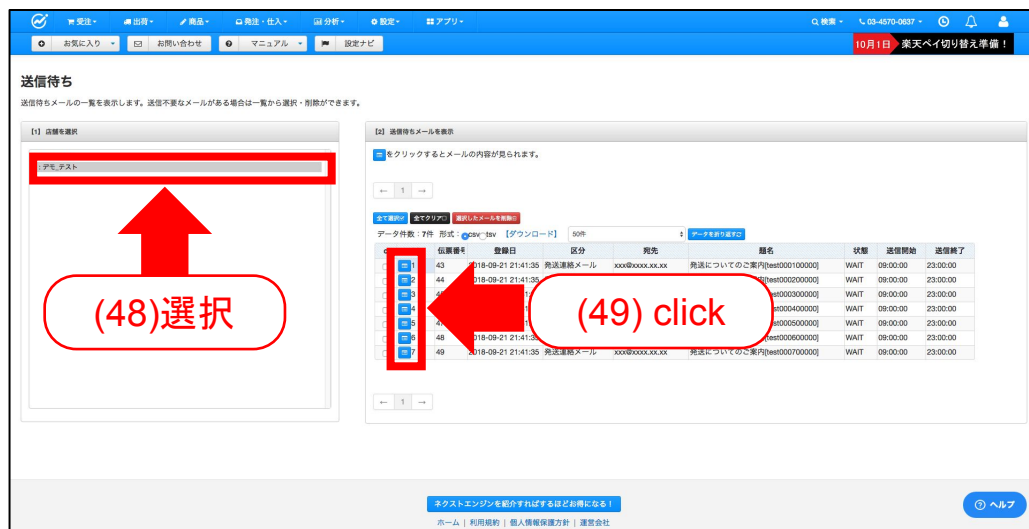 受注 出荷 商品 発注・仕入 分析 設定 アプリ 検索 03-4570-0637
お気に入り お問い合わせ マニュアル 設定ナビ 10月1日 楽天ペイ切り替え準備！
送信待ち
送信待ちメールの一覧を表示します。送信不要なメールがある場合は一覧から選択・削除ができます。
[1] 店舗を選択
: デモ_テスト
(48)選択
[2] 送信待ちメールを表示
をクリックするとメールの内容が見られます。
← 1 →
全て選択 全てクリア 選択したメールを削除
データ件数：7件 形式： csv tsv 【ダウンロード】 50件 データを折り返す
伝票番号 登録日 区分 宛先 題名 状態 送信開始 送信終了
1 43 2018-09-21 21:41:35 発送連絡メール xxx@xxxx.xx.xx 発送についてのご案内[test000100000] WAIT 09:00:00 23:00:00
2 44 2018-09-21 21:41:35 [test000200000] WAIT 09:00:00 23:00:00
3 test000300000] WAIT 09:00:00 23:00:00
4 test000400000] WAIT 09:00:00 23:00:00
5 test000500000] WAIT 09:00:00 23:00:00
6 48 2018-09-21 21:41:35 test000600000] WAIT 09:00:00 23:00:00
7 49 2018-09-21 21:41:35 発送連絡メール xxx@xxxx.xx.xx 発送についてのご案内[test000700000] WAIT 09:00:00 23:00:00
(49) click
← 1 →
ネクストエンジンを紹介すればするほどお得になる！
ヘルプ
ホーム | 利用規約 | 個人情報保護方針 | 運営会社